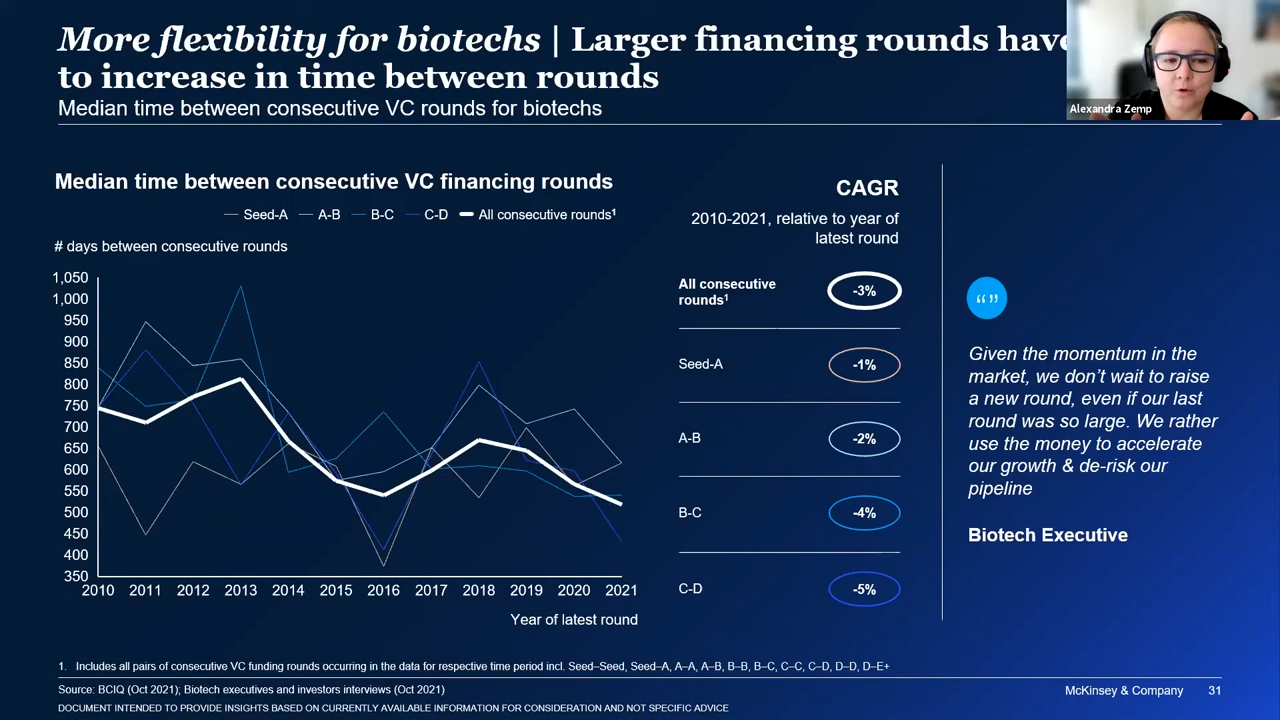 More flexibility for biotechs | Larger financing rounds have
to increase in time between rounds
Median time between consecutive VC rounds for biotechs
Alexandra Zemp
Median time between consecutive VC financing rounds
Seed-A A-B B-C C-D All consecutive rounds¹
# days between consecutive rounds
1,050
1,000
950
900
850
800
750
700
650
600
550
500
450
400
350
2010 2011 2012 2013 2014 2015 2016 2017 2018 2019 2020 2021
Year of latest round
CAGR
2010-2021, relative to year of
latest round
All consecutive
rounds¹
-3%
Seed-A -1%
A-B -2%
B-C -4%
C-D -5%
“ ”
Given the momentum in the
market, we don’t wait to raise
a new round, even if our last
round was so large. We rather
use the money to accelerate
our growth & de-risk our
pipeline
Biotech Executive
1. Includes all pairs of consecutive VC funding rounds occurring in the data for respective time period incl. Seed–Seed, Seed–A, A–A, A–B, B–B, B–C, C–C, C–D, D–D, D–E+
Source: BCIQ (Oct 2021); Biotech executives and investors interviews (Oct 2021)
McKinsey & Company 31
DOCUMENT INTENDED TO PROVIDE INSIGHTS BASED ON CURRENTLY AVAILABLE INFORMATION FOR CONSIDERATION AND NOT SPECIFIC ADVICE